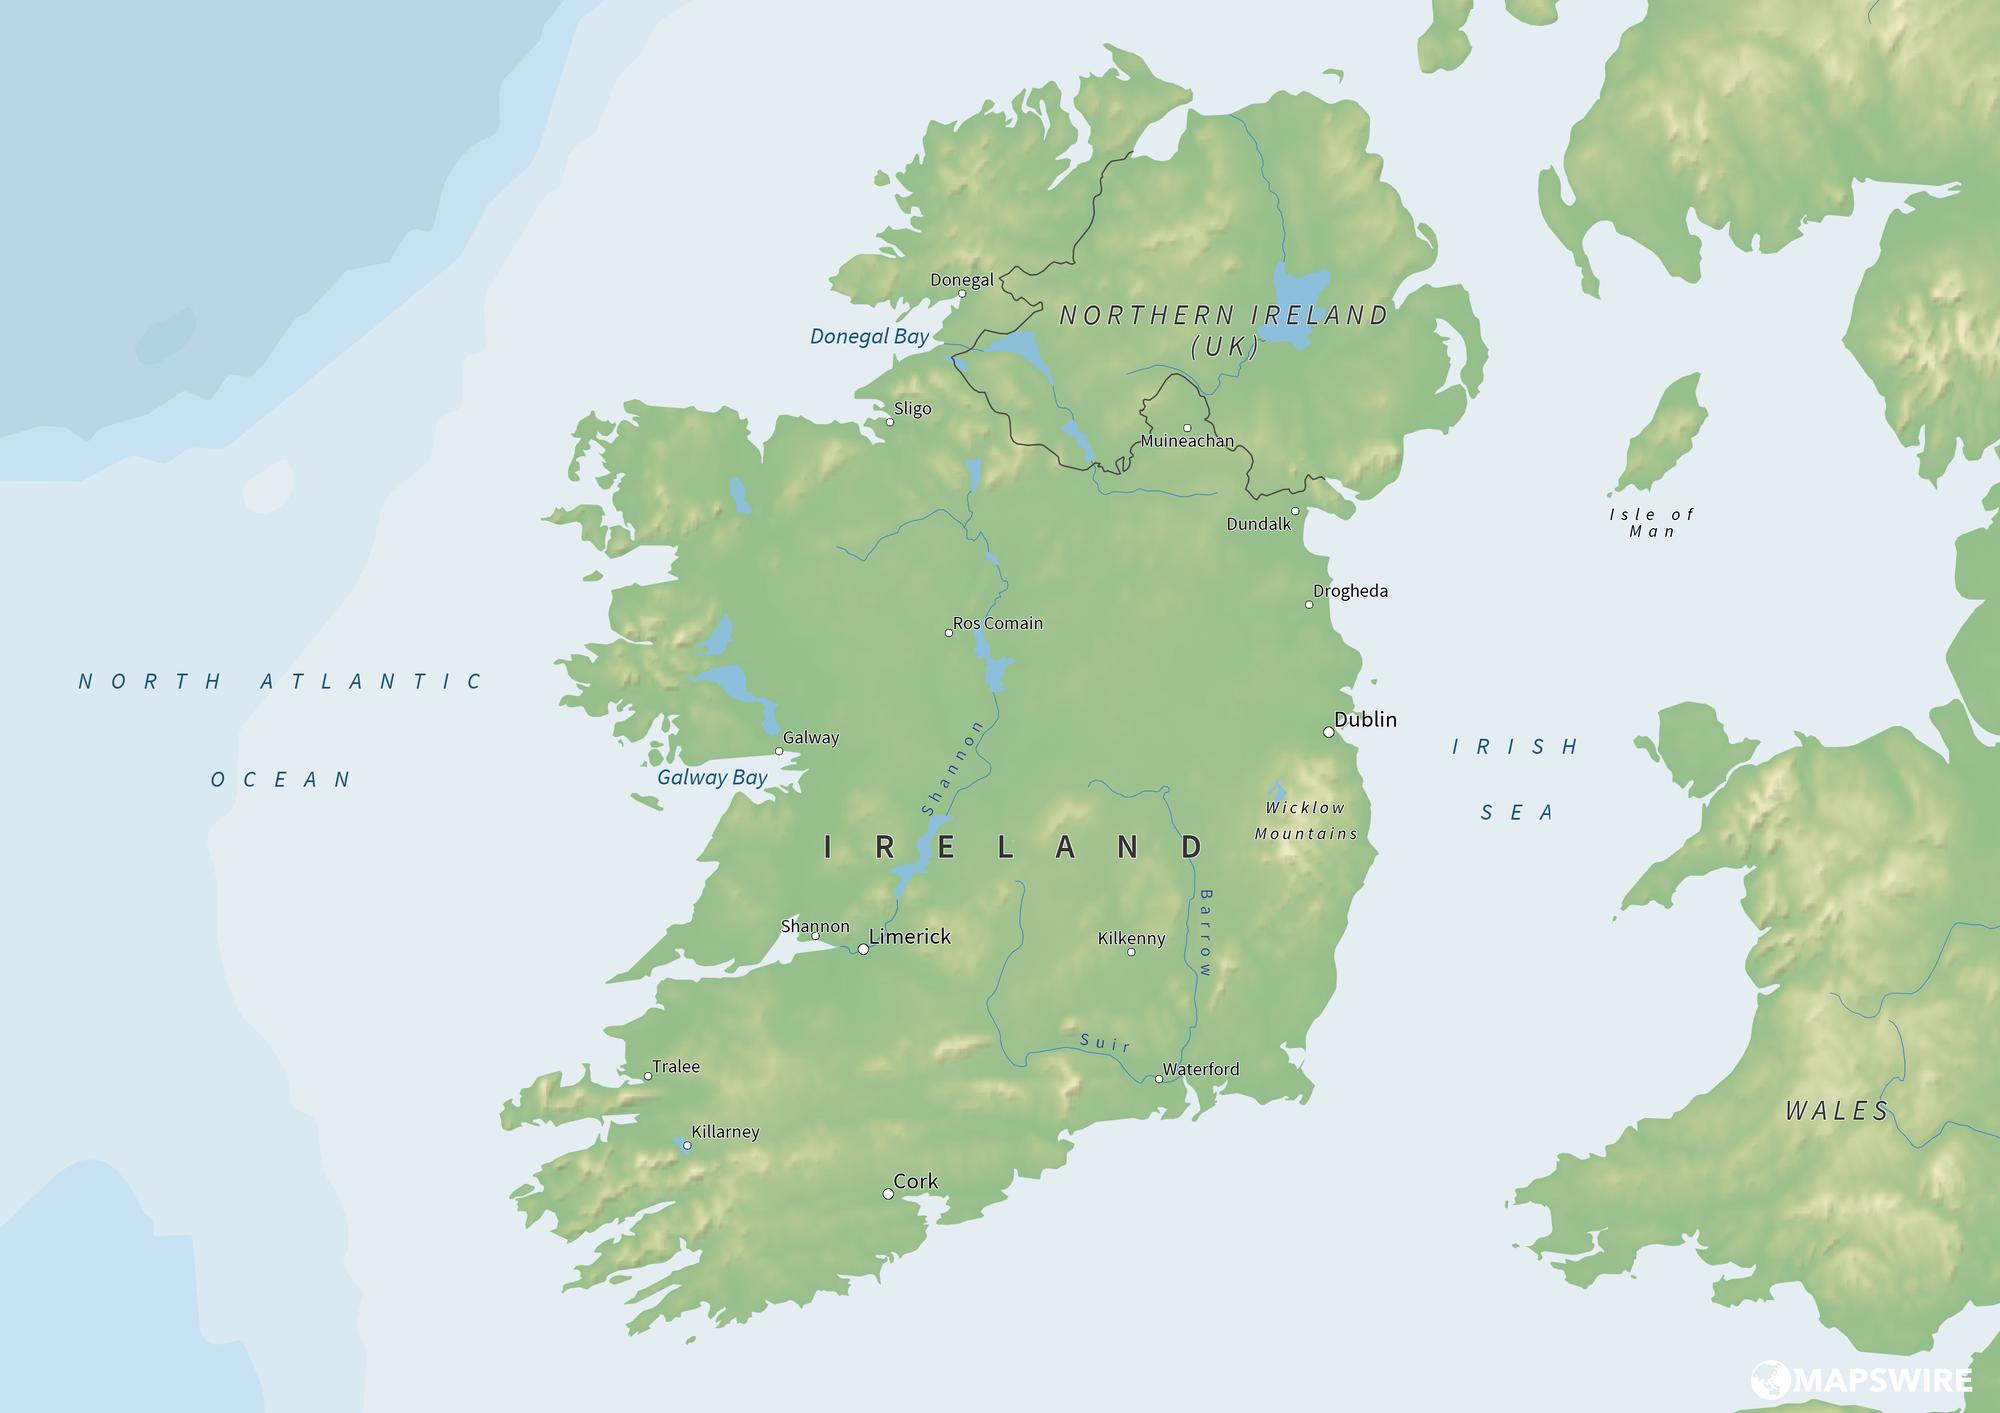 Donegal
NORTHERN IRELAND
(UK)
Donegal Bay
Sligo
Muineachan
Isle of
Man
Dundalk
Drogheda
Ros Comain
NORTH ATLANTIC
OCEAN
Dublin
Galway
Galway Bay
IRISH
SEA
Shannon
Wicklow
Mountains
IRELAND
Barrow
Shannon
Limerick
Kilkenny
Suir
Tralee
Waterford
WALES
Killarney
Cork
MAPSWIRE